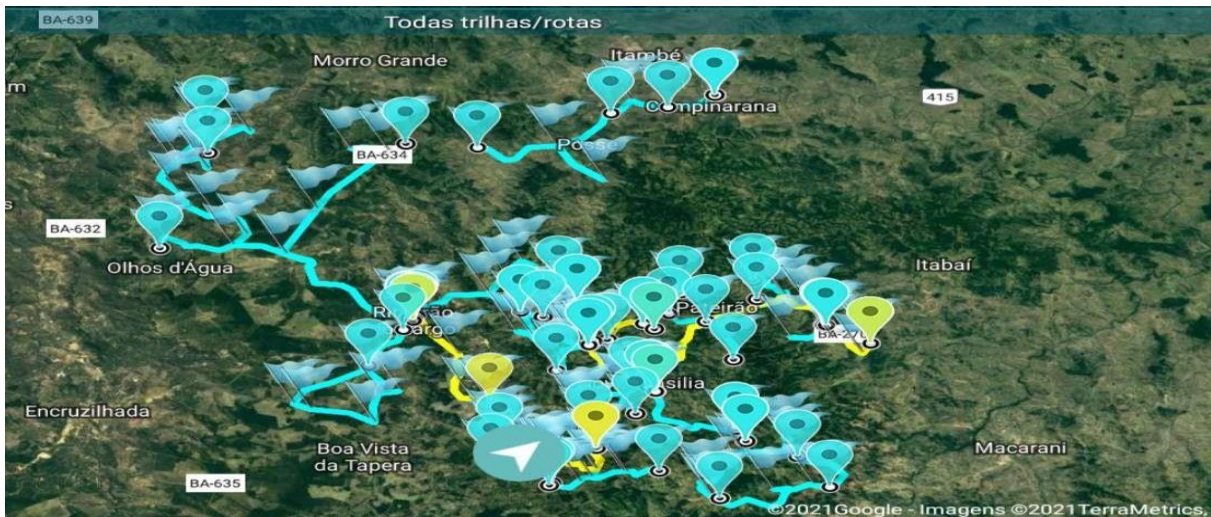 BA-639
Todas trilhas/rotas
Morro Grande
Itambé
Campinarana
415
Posse
BA-634
BA-632
Olhos d'Água
Itabaí
Pateirão
Encruzilhada
Boa Vista
da Tapera
Macarani
BA-635
©2021Google - Imagens ©2021TerraMetrics,